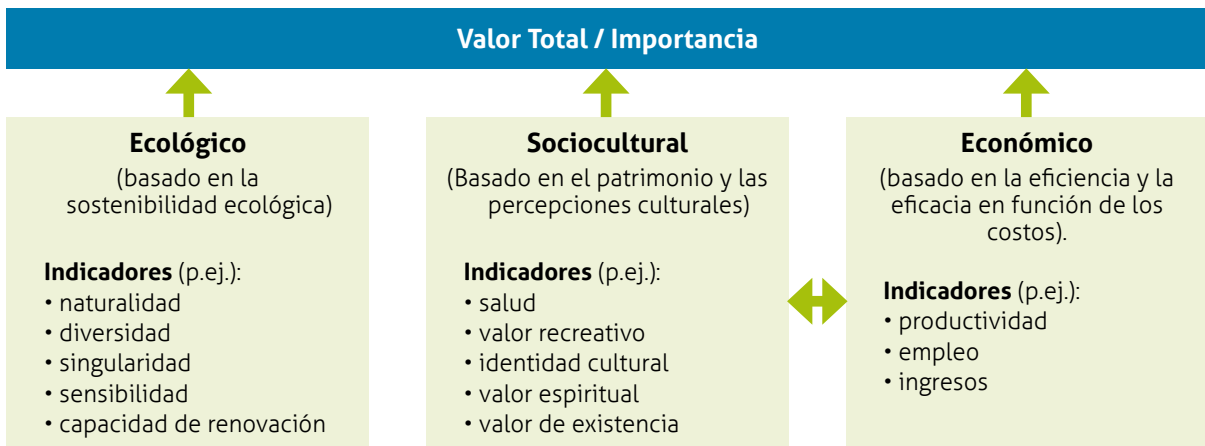 Valor Total / Importancia
Ecológico
(basado en la
sostenibilidad ecológica)
Indicadores (p.ej.):
• naturalidad
• diversidad
• singularidad
• sensibilidad
• capacidad de renovación
Sociocultural
(Basado en el patrimonio y las
percepciones culturales)
Indicadores (p.ej.):
• salud
• valor recreativo
• identidad cultural
• valor espiritual
• valor de existencia
Económico
(basado en la eficiencia y la
eficacia en función de los
costos).
Indicadores (p.ej.):
• productividad
• empleo
• ingresos